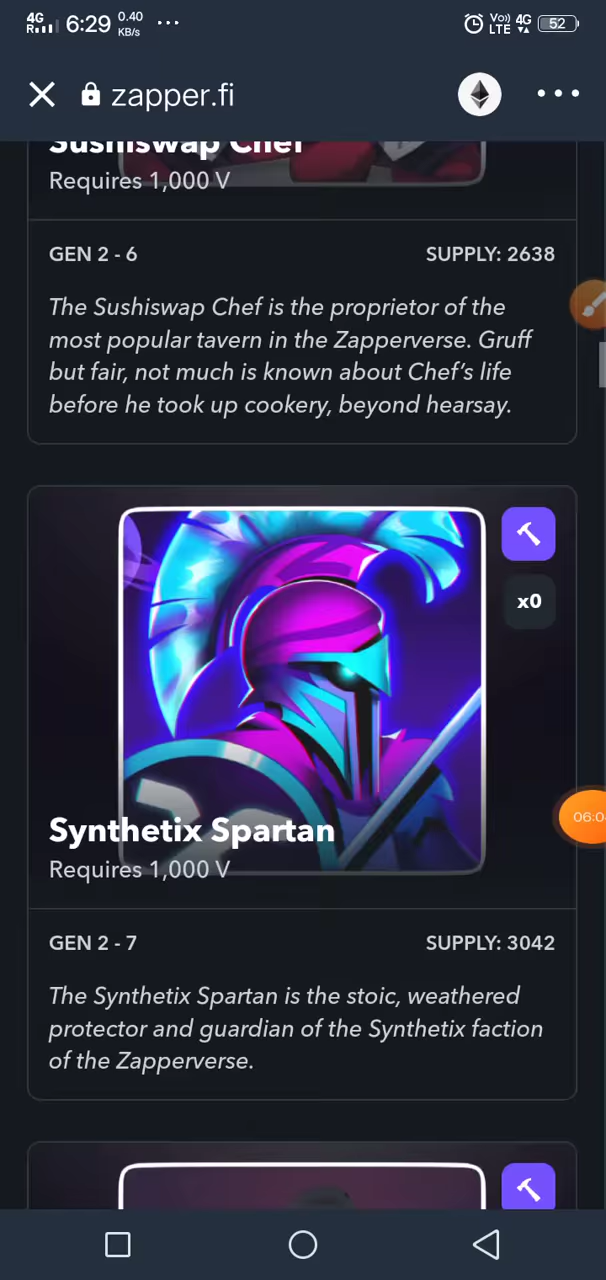 4G
R
6:29
0.40
KB/s
...
Vo))
LTE
4G
52
zapper.fi
Sushiswap Chef
Requires 1,000 V
GEN 2 - 6
SUPPLY: 2638
The Sushiswap Chef is the proprietor of the
most popular tavern in the Zapperverse. Gruff
but fair, not much is known about Chef’s life
before he took up cookery, beyond hearsay.
x0
Synthetix Spartan
Requires 1,000 V
GEN 2 - 7
SUPPLY: 3042
The Synthetix Spartan is the stoic, weathered
protector and guardian of the Synthetix faction
of the Zapperverse.